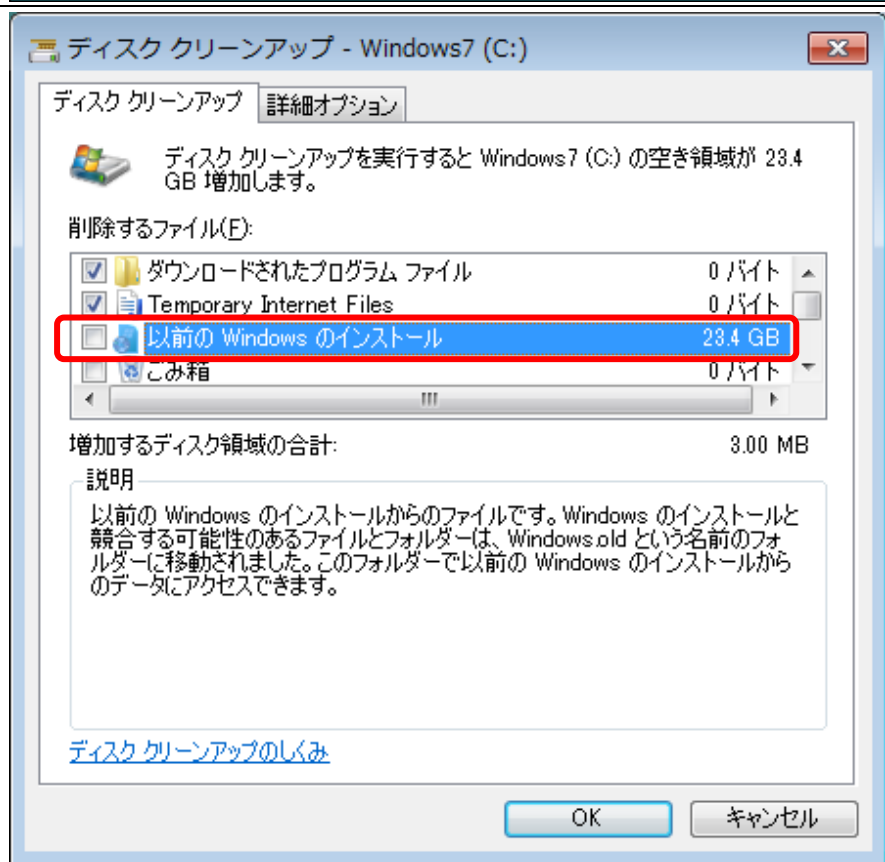 ディスク クリーンアップ - Windows7 (C:)
ディスク クリーンアップ 詳細オプション
ディスク クリーンアップを実行すると Windows7 (C:) の空き領域が 23.4
GB 増加します。
削除するファイル(F):
ダウンロードされたプログラム ファイル 0 バイト
Temporary Internet Files 0 バイト
以前の Windows のインストール 23.4 GB
ごみ箱 0 バイト
増加するディスク領域の合計: 3.00 MB
説明
以前の Windows のインストールからのファイルです。Windows のインストールと
競合する可能性のあるファイルとフォルダーは、Windows.old という名前のフォ
ルダーに移動されました。このフォルダーで以前の Windows のインストールから
のデータにアクセスできます。
ディスク クリーンアップのしくみ
OK キャンセル